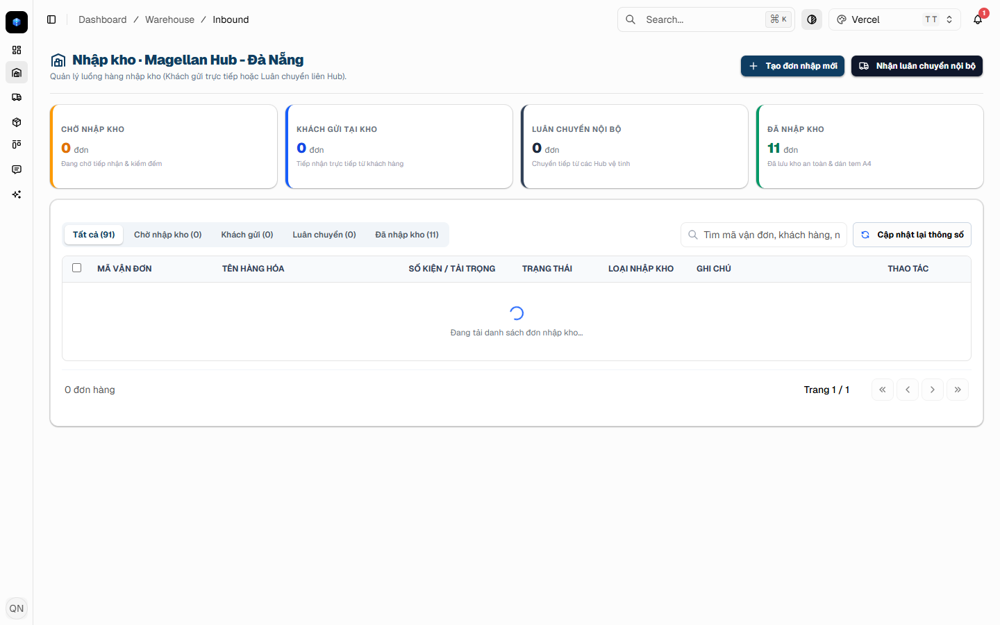 Dashboard / Warehouse / Inbound
Search...
⌘ K
Vercel
T T
1
Nhập kho · Magellan Hub - Đà Nẵng
Quản lý luồng hàng nhập kho (Khách gửi trực tiếp hoặc Luân chuyển liên Hub).
Tạo đơn nhập mới
Nhận luân chuyển nội bộ
CHỜ NHẬP KHO
0 đơn
Đang chờ tiếp nhận & kiểm đếm
KHÁCH GỬI TẠI KHO
0 đơn
Tiếp nhận trực tiếp từ khách hàng
LUÂN CHUYỂN NỘI BỘ
0 đơn
Chuyển tiếp từ các Hub vệ tinh
ĐÃ NHẬP KHO
11 đơn
Đã lưu kho an toàn & dán tem A4
Tất cả (91)
Chờ nhập kho (0)
Khách gửi (0)
Luân chuyển (0)
Đã nhập kho (11)
Tìm mã vận đơn, khách hàng, n
Cập nhật lại thông số
MÃ VẬN ĐƠN
TÊN HÀNG HÓA
SỐ KIỆN / TẢI TRỌNG
TRẠNG THÁI
LOẠI NHẬP KHO
GHI CHÚ
THAO TÁC
Đang tải danh sách đơn nhập kho...
0 đơn hàng
Trang 1 / 1
QN